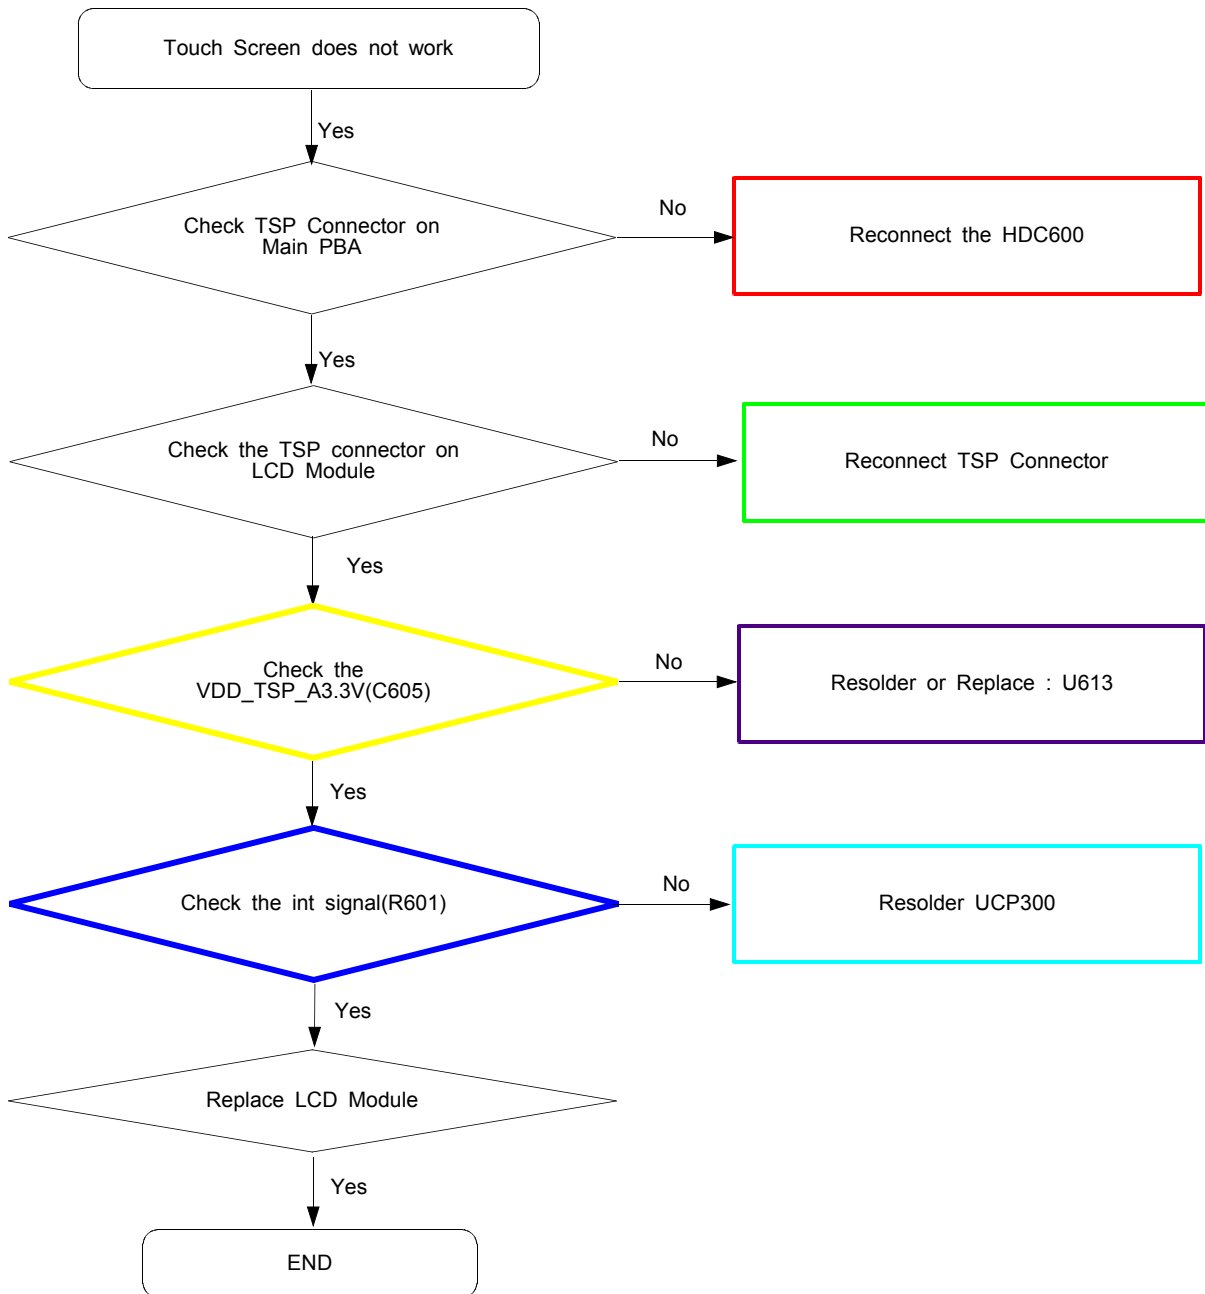 Touch Screen does not work
Yes
Check TSP Connector on
Main PBA
No
Reconnect the HDC600
Yes
Check the TSP connector on
LCD Module
No
Reconnect TSP Connector
Yes
Check the
VDD_TSP_A3.3V(C605)
No
Resolder or Replace : U613
Yes
Check the int signal(R601)
No
Resolder UCP300
Yes
Replace LCD Module
Yes
END